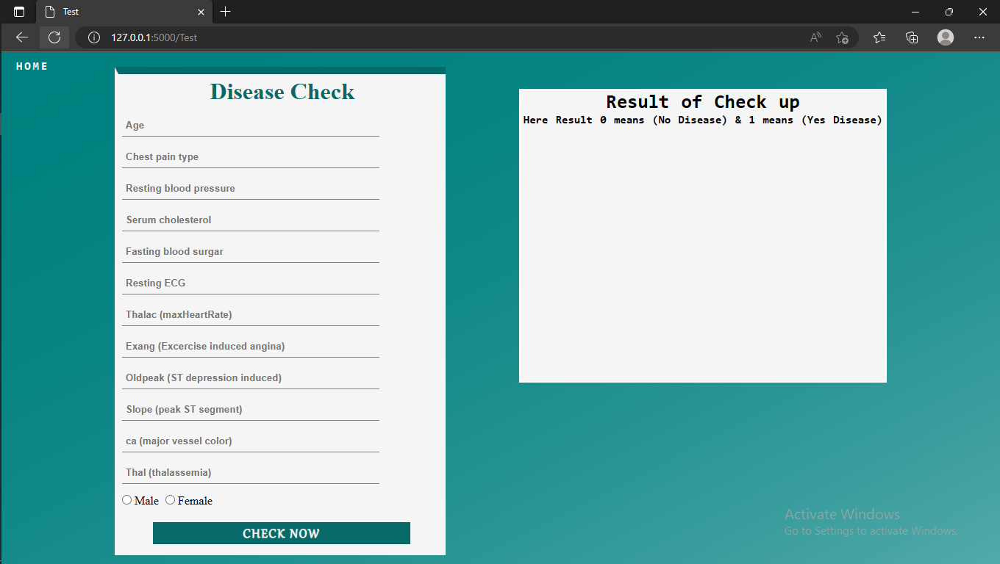 Test
127.0.0.1:5000/Test
HOME
Disease Check
Age
Chest pain type
Resting blood pressure
Serum cholesterol
Fasting blood surgar
Resting ECG
Thalac (maxHeartRate)
Exang (Excercise induced angina)
Oldpeak (ST depression induced)
Slope (peak ST segment)
ca (major vessel color)
Thal (thalassemia)
Male Female
CHECK NOW
Result of Check up
Here Result 0 means (No Disease) & 1 means (Yes Disease)
Activate Windows
Go to Settings to activate Windows.